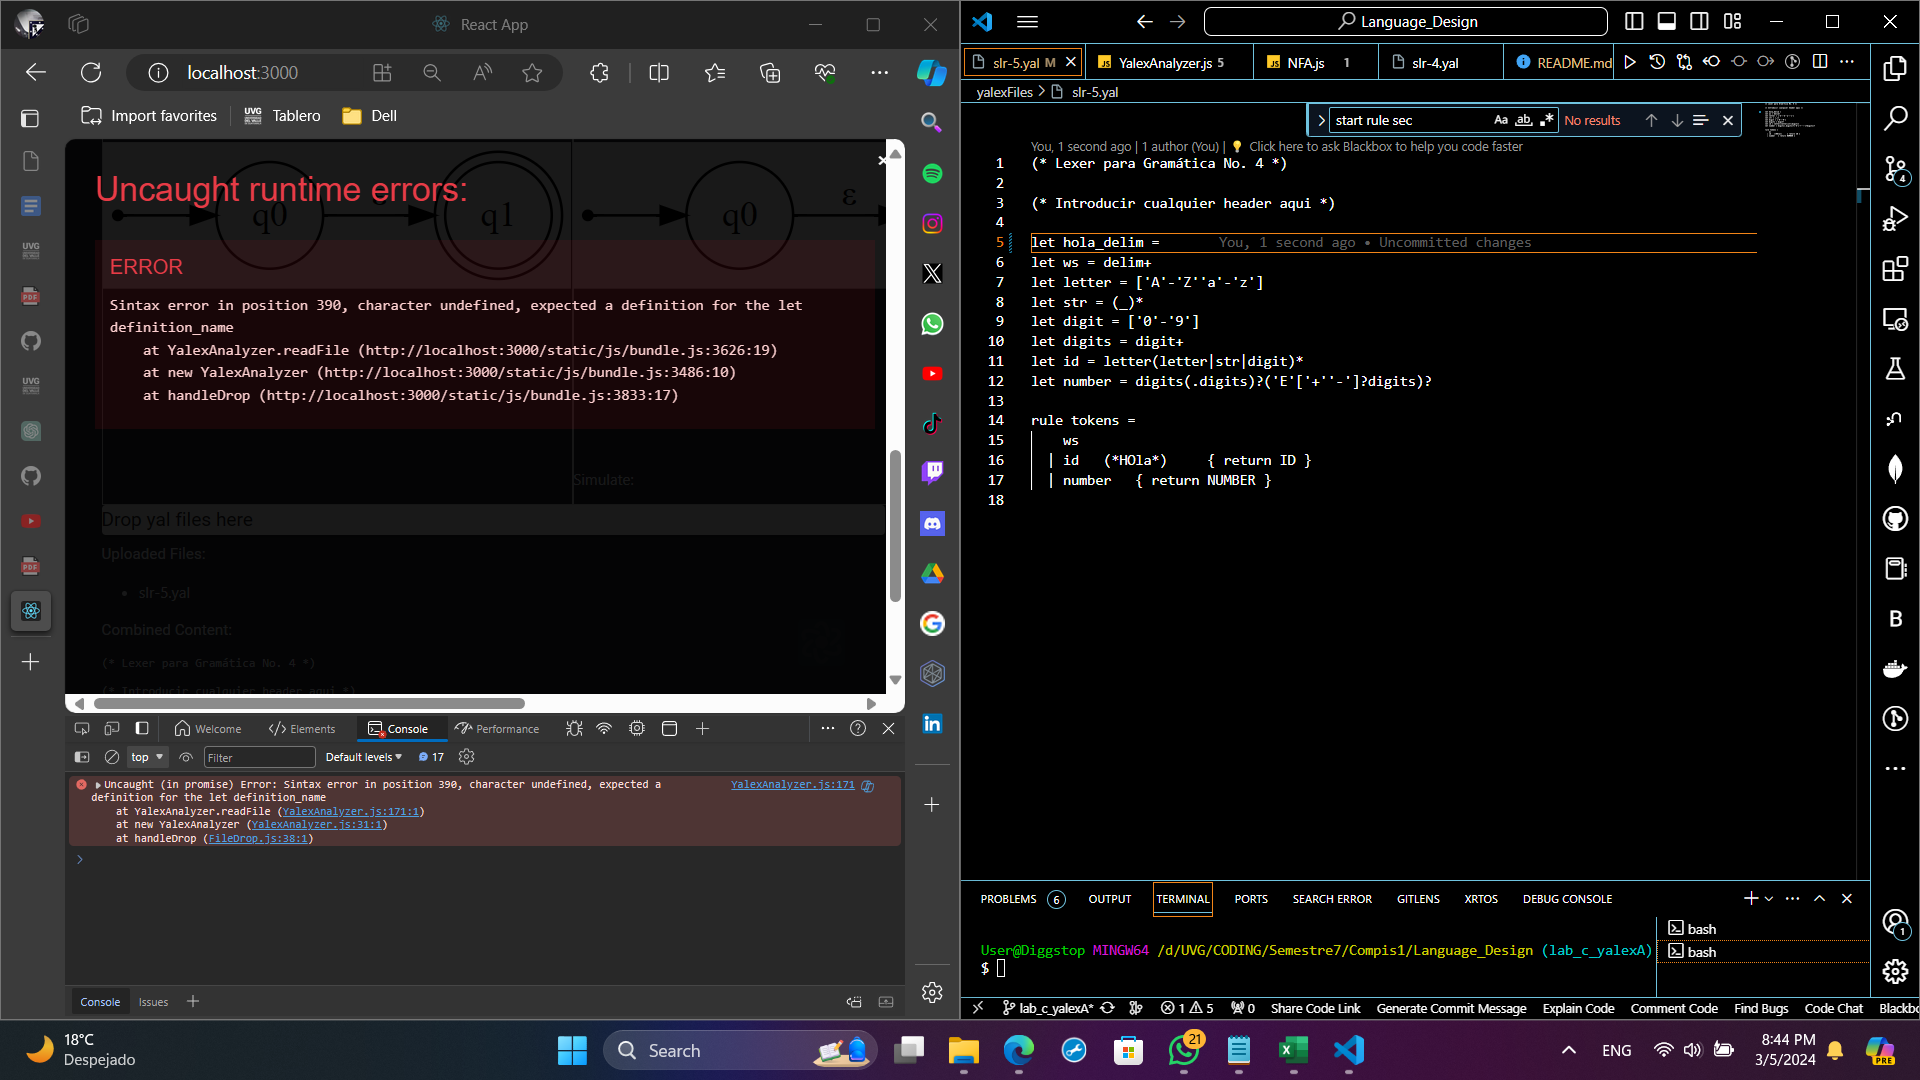 React App
localhost:3000
Import favorites
UVG Tablero
Dell
Uncaught runtime errors:
q0
q1
q0
ε
ERROR
Sintax error in position 390, character undefined, expected a definition for the let
definition_name
at YalexAnalyzer.readFile (http://localhost:3000/static/js/bundle.js:3626:19)
at new YalexAnalyzer (http://localhost:3000/static/js/bundle.js:3486:10)
at handleDrop (http://localhost:3000/static/js/bundle.js:3833:17)
Simulate:
Drop yal files here
Uploaded Files:
slr-5.yal
Combined Content:
(* Lexer para Gramática No. 4 *)
(* Introducir cualquier header aqui *)
Welcome
Elements
Console
Performance
top
Filter
Default levels
17
Uncaught (in promise) Error: Sintax error in position 390, character undefined, expected a YalexAnalyzer.js:171
definition for the let definition_name
at YalexAnalyzer.readFile (YalexAnalyzer.js:171:1)
at new YalexAnalyzer (YalexAnalyzer.js:31:1)
at handleDrop (FileDrop.js:38:1)
Console
Issues
Language_Design
slr-5.yal M
JS YalexAnalyzer.js 5
JS NFA.js 1
slr-4.yal
README.md
yalexFiles > slr-5.yal
start rule sec
Aa
ab
No results
You, 1 second ago | 1 author (You) | Click here to ask Blackbox to help you code faster
1 (* Lexer para Gramática No. 4 *)
2
3 (* Introducir cualquier header aqui *)
4
5 let hola_delim = You, 1 second ago • Uncommitted changes
6 let ws = delim+
7 let letter = ['A'-'Z''a'-'z']
8 let str = (_)*
9 let digit = ['0'-'9']
10 let digits = digit+
11 let id = letter(letter|str|digit)*
12 let number = digits(.digits)?('E'['+''-']?digits)?
13
14 rule tokens =
15 ws
16 | id (*HOla*) { return ID }
17 | number { return NUMBER }
18
PROBLEMS 6
OUTPUT
TERMINAL
PORTS
SEARCH ERROR
GITLENS
XRTOS
DEBUG CONSOLE
User@Diggstop MINGW64 /d/UVG/CODING/Semestre7/Compis1/Language_Design (lab_c_yalexA)
$
bash
bash
lab_c_yalexA*
1
5
0
Share Code Link
Generate Commit Message
Explain Code
Comment Code
Find Bugs
Code Chat
Blackbo
4
B
1
18°C
Despejado
Search
21
ENG
8:44 PM
3/5/2024
PRE